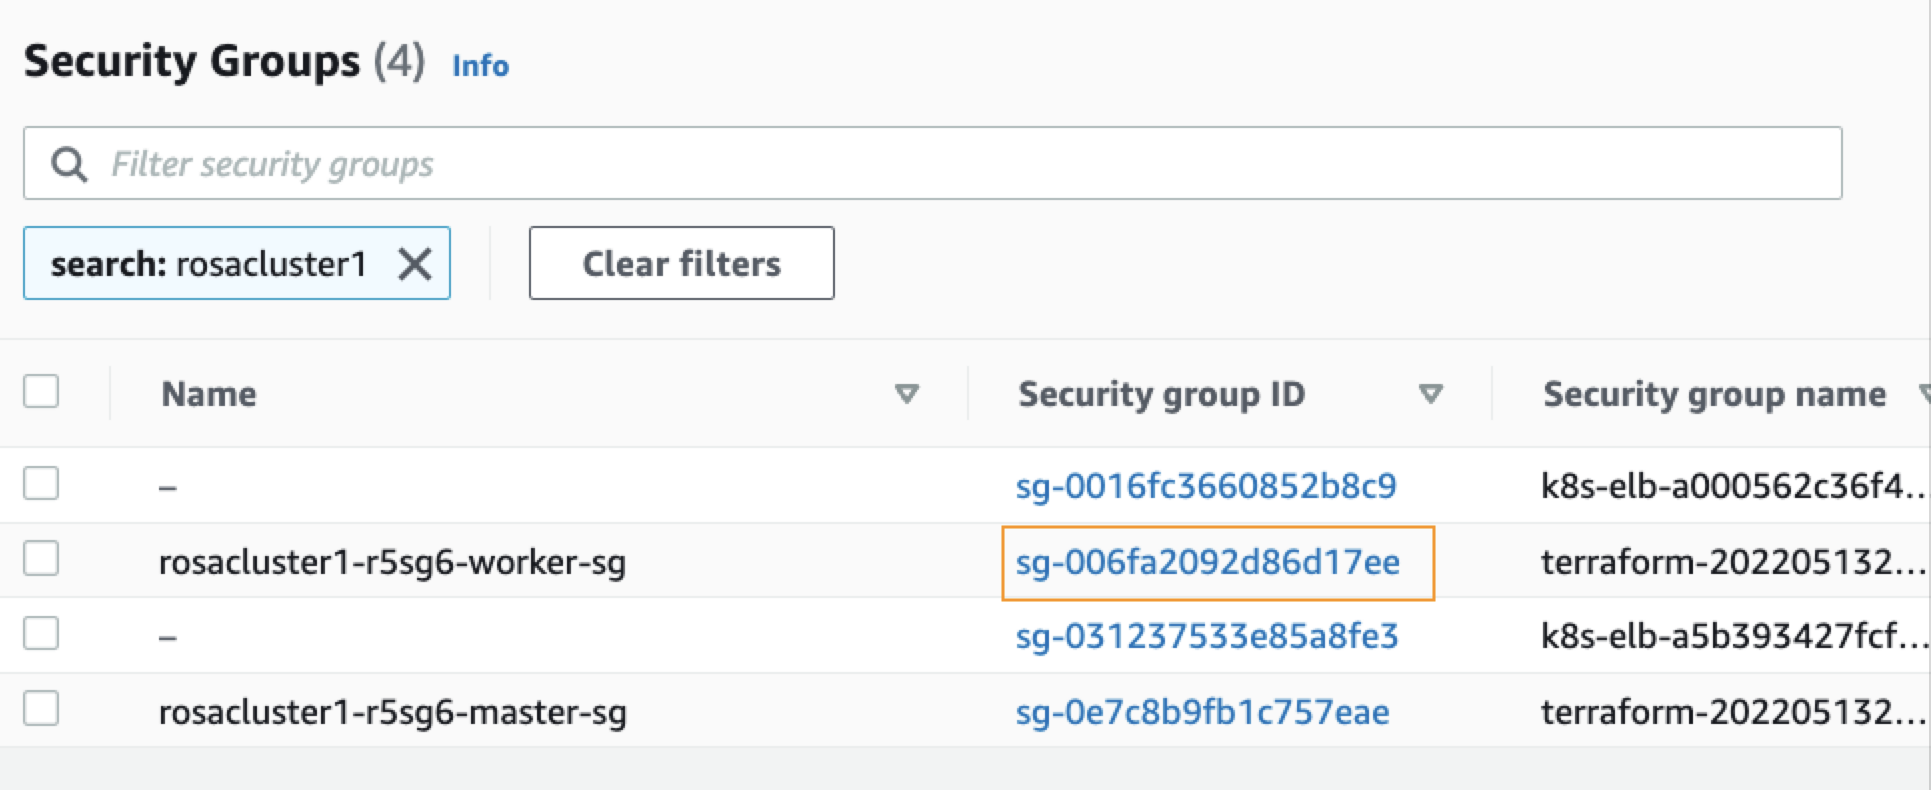 Security Groups (4) Info
Filter security groups
search: rosacluster1 Clear filters
Name Security group ID Security group name
– sg-0016fc3660852b8c9 k8s-elb-a000562c36f4...
rosacluster1-r5sg6-worker-sg sg-006fa2092d86d17ee terraform-202205132...
– sg-031237533e85a8fe3 k8s-elb-a5b393427fcf...
rosacluster1-r5sg6-master-sg sg-0e7c8b9fb1c757eae terraform-202205132...